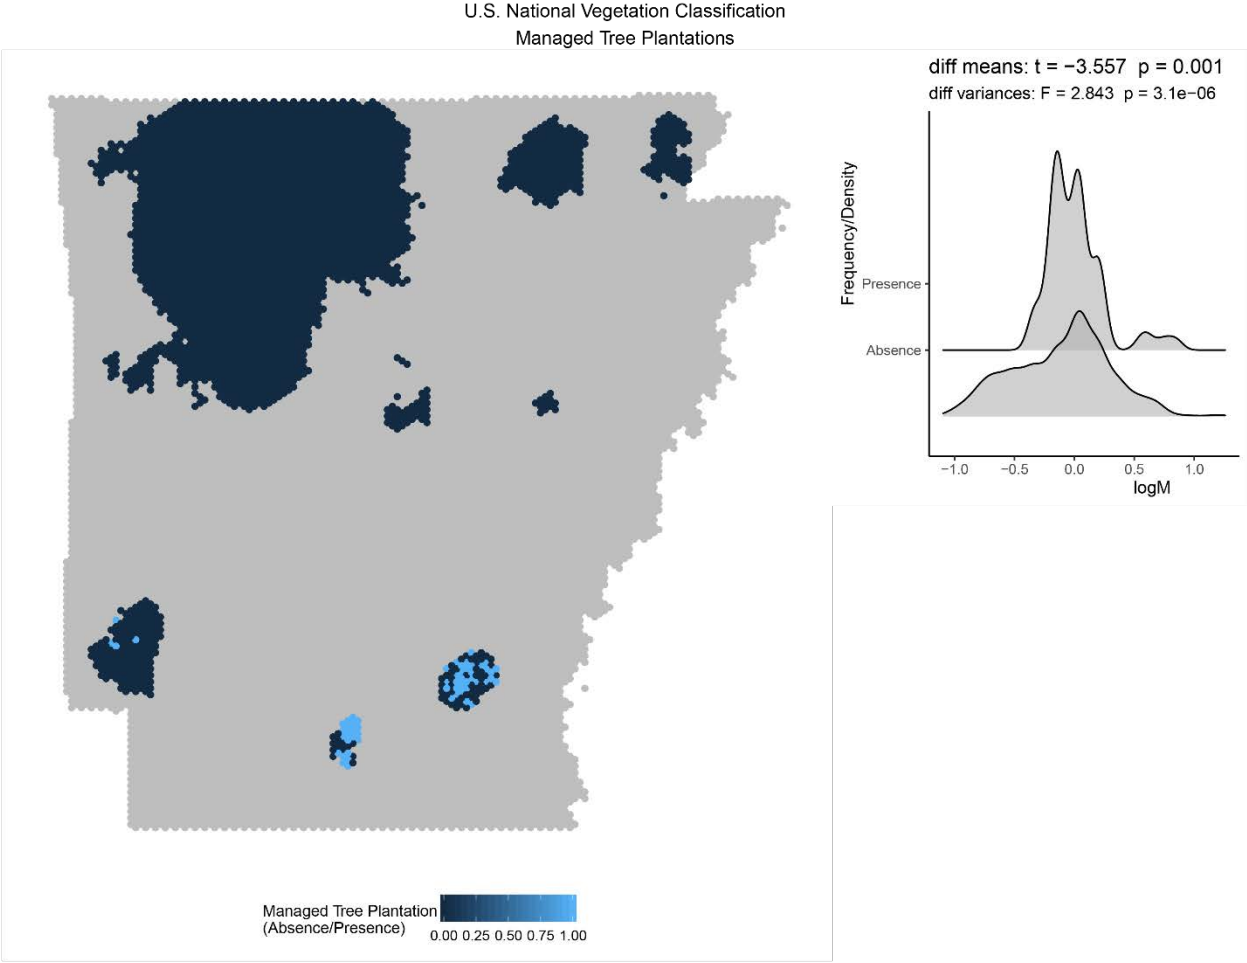 U.S. National Vegetation Classification
Managed Tree Plantations
diff means: t = −3.557 p = 0.001
diff variances: F = 2.843 p = 3.1e−06
Frequency/Density
Presence
Absence
−1.0 −0.5 0.0 0.5 1.0
logM
Managed Tree Plantation
(Absence/Presence)
0.00 0.25 0.50 0.75 1.00